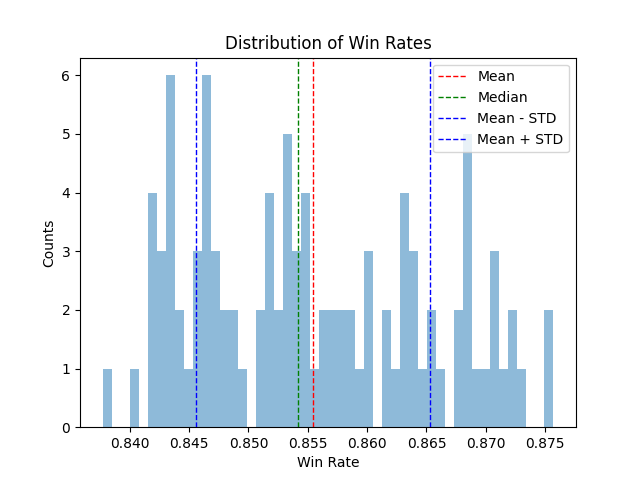 Distribution of Win Rates
Mean
Median
Mean - STD
Mean + STD
Counts
6
5
4
3
2
1
0
0.840 0.845 0.850 0.855 0.860 0.865 0.870 0.875
Win Rate